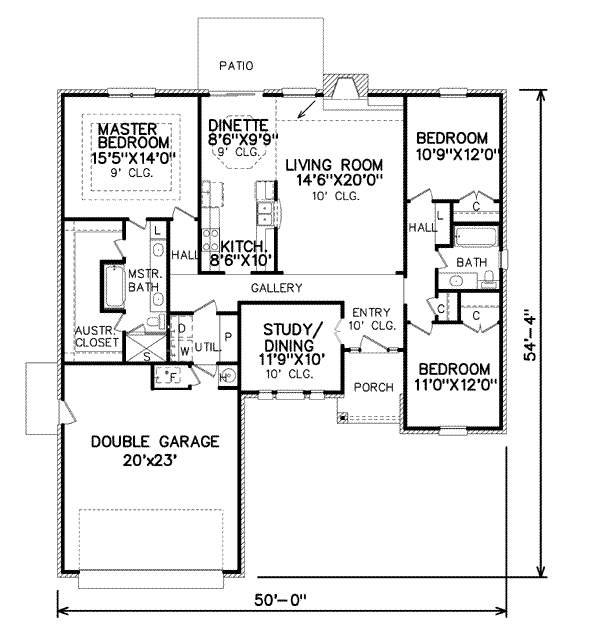 PATIO
MASTER
BEDROOM
15'5"X14'0"
9' CLG.
DINETTE
8'6"X9'9"
9' CLG.
LIVING ROOM
14'6"X20'0"
10' CLG.
BEDROOM
10'9"X12'0"
C
L
HALL
L
HALL
BATH
MSTR.
BATH
KITCH.
8'6"X10'
GALLERY
AUSTR.
CLOSET
S
D
W
UTIL.
P
STUDY/
DINING
11'9"X10'
10' CLG.
ENTRY
10' CLG.
C
C
BEDROOM
11'0"X12'0"
PORCH
F
H
DOUBLE GARAGE
20'x23'
54'-4"
50'-0"